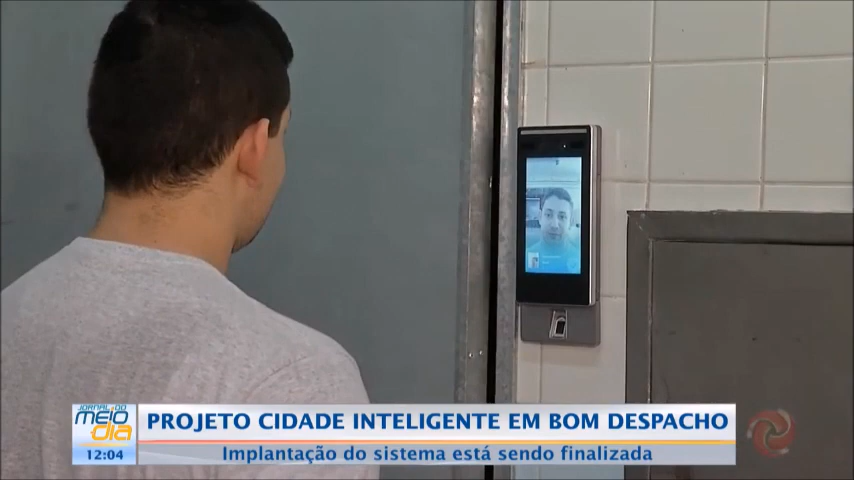 JORNAL DO
MEIO
DIA
12:04
PROJETO CIDADE INTELIGENTE EM BOM DESPACHO
Implantação do sistema está sendo finalizada